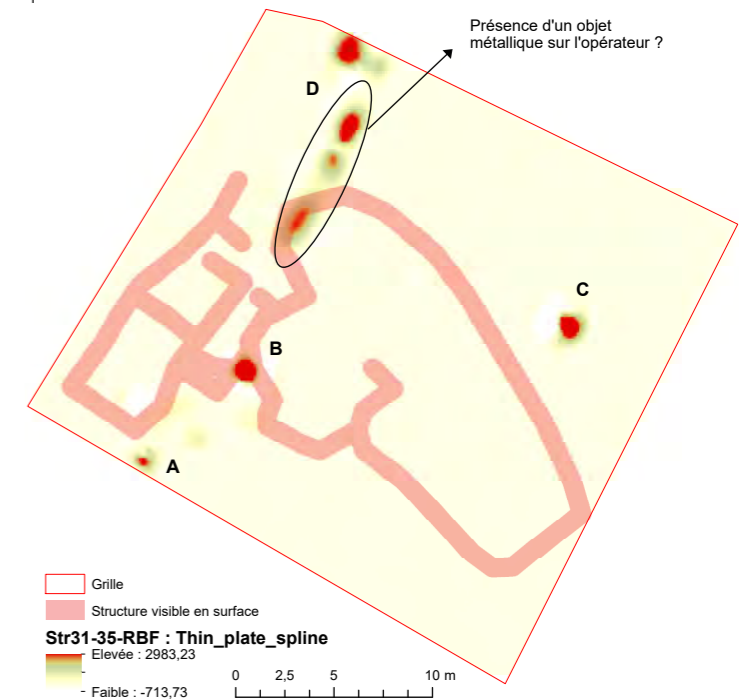 Présence d'un objet
métallique sur l'opérateur ?
D
C
B
A
Grille
Structure visible en surface
Str31-35-RBF : Thin_plate_spline
Elevée : 2983,23
Faible : -713,73
0 2,5 5 10 m